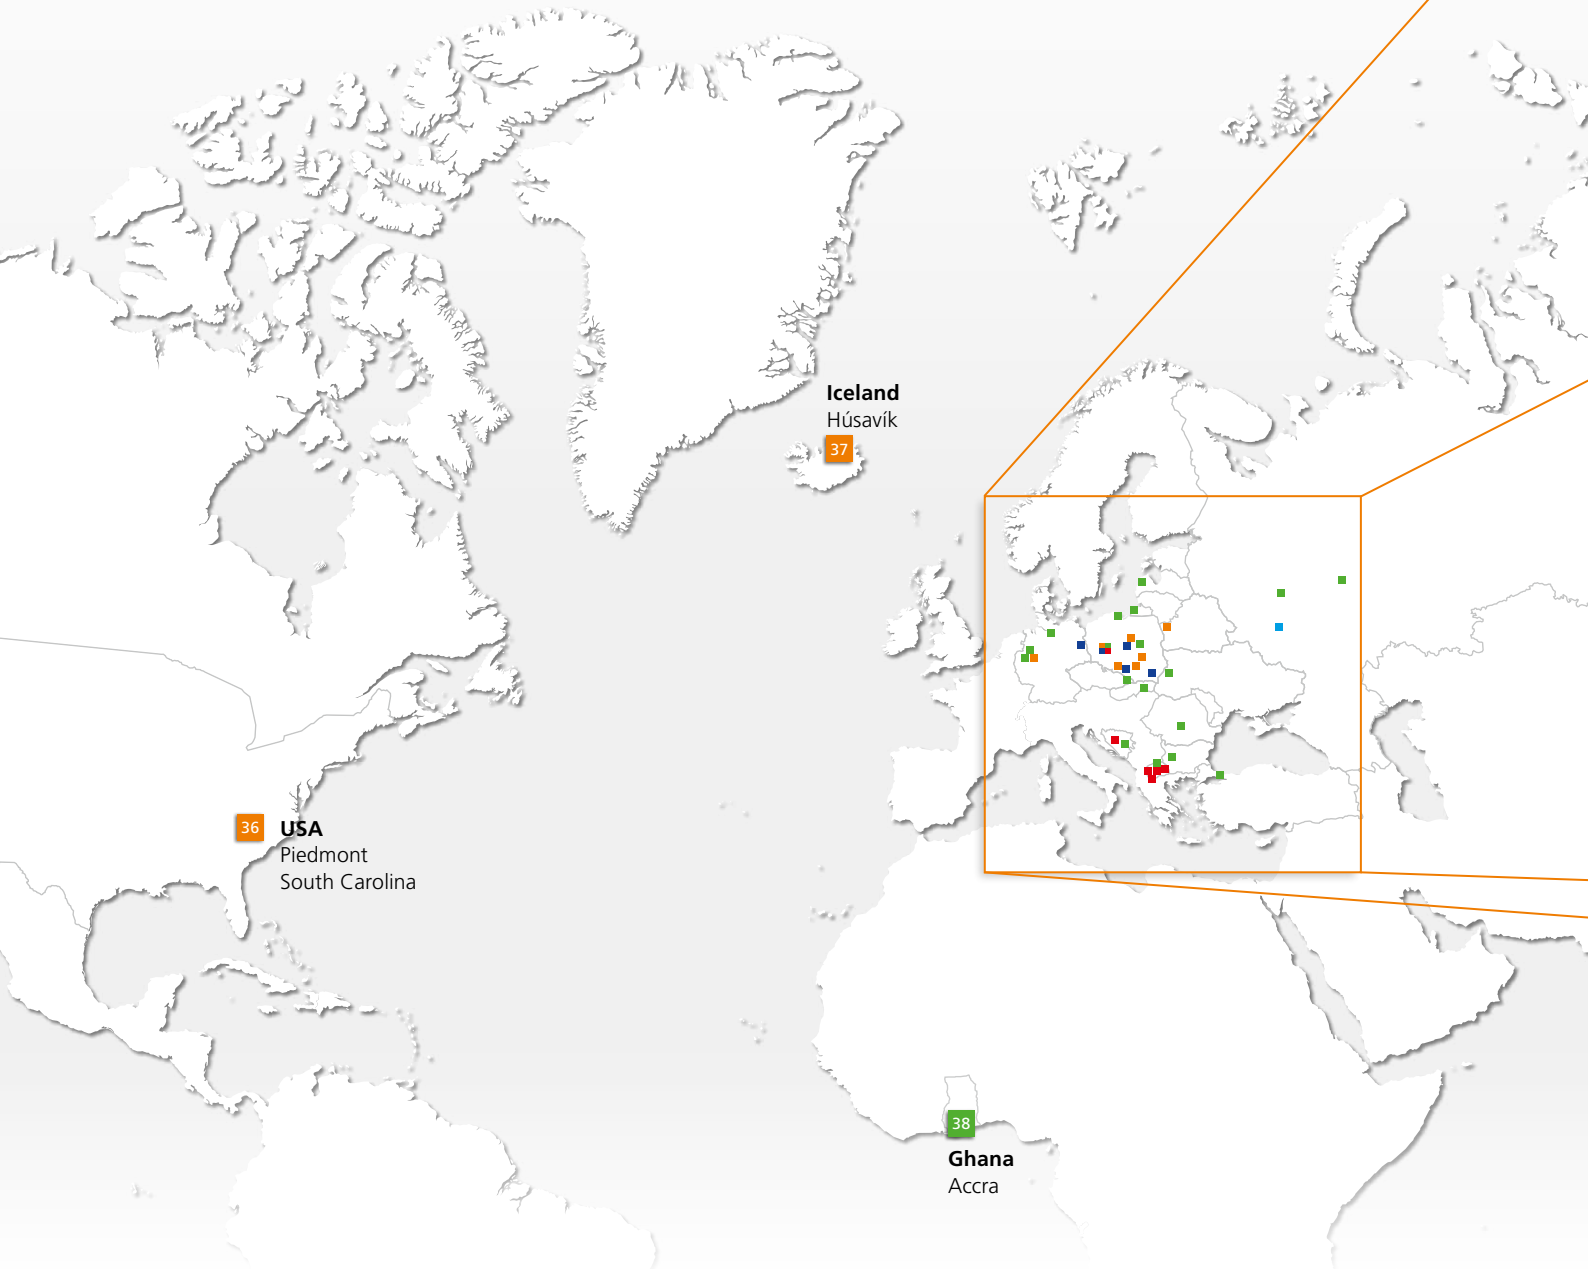 Iceland
Húsavík
37
36
USA
Piedmont
South Carolina
38
Ghana
Accra